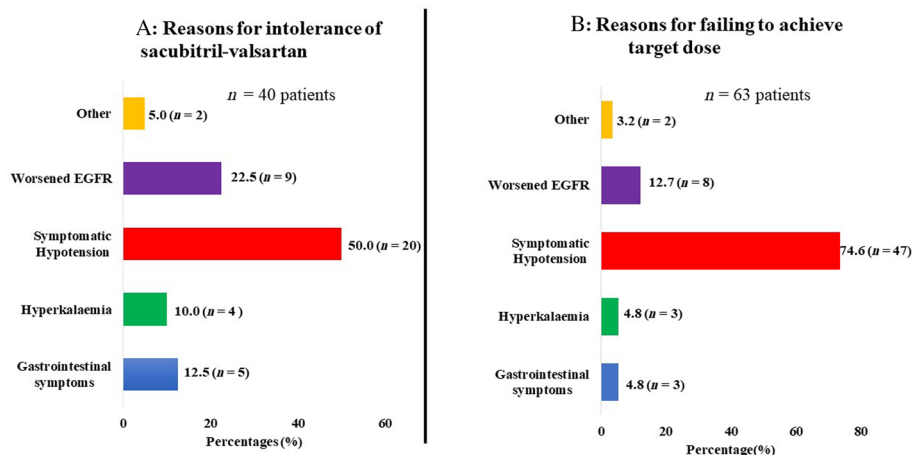 A: Reasons for intolerance of
sacubitril-valsartan
n = 40 patients
Other
5.0 (n = 2)
Worsened EGFR
22.5 (n = 9)
Symptomatic
Hypotension
50.0 (n = 20)
Hyperkalaemia
10.0 (n = 4 )
Gastrointestinal
symptoms
12.5 (n = 5)
0 20 40 60
Percentages (%)
B: Reasons for failing to achieve
target dose
n = 63 patients
Other
3.2 (n = 2)
Worsened EGFR
12.7 (n = 8)
Symptomatic
Hypotension
74.6 (n = 47)
Hyperkalaemia
4.8 (n = 3)
Gastrointestinal
symptoms
4.8 (n = 3)
0 20 40 60 80
Percentage(%)